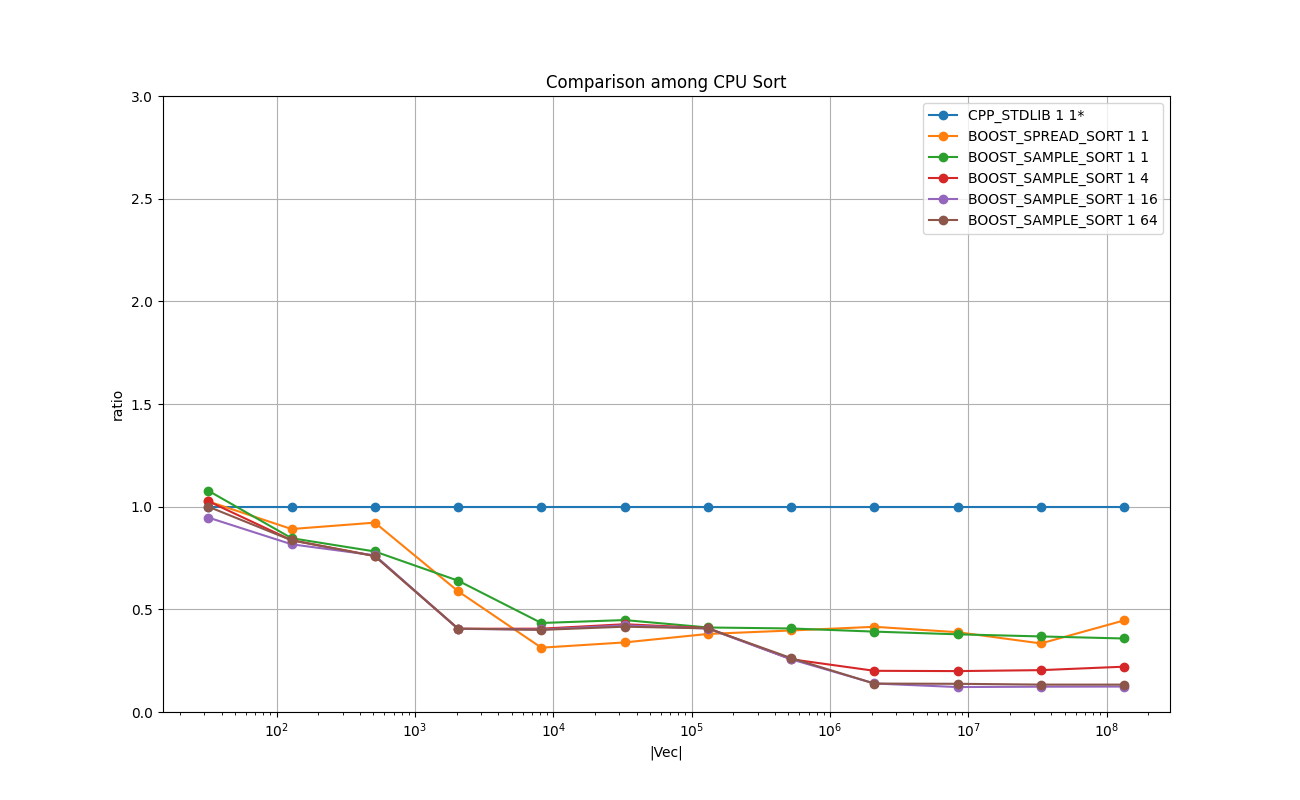 Comparison among CPU Sort
3.0
2.5
2.0
1.5
1.0
0.5
0.0
ratio
CPP_STDLIB 1 1*
BOOST_SPREAD_SORT 1 1
BOOST_SAMPLE_SORT 1 1
BOOST_SAMPLE_SORT 1 4
BOOST_SAMPLE_SORT 1 16
BOOST_SAMPLE_SORT 1 64
10² 10³ 10⁴ 10⁵ 10⁶ 10⁷ 10⁸
|Vec|